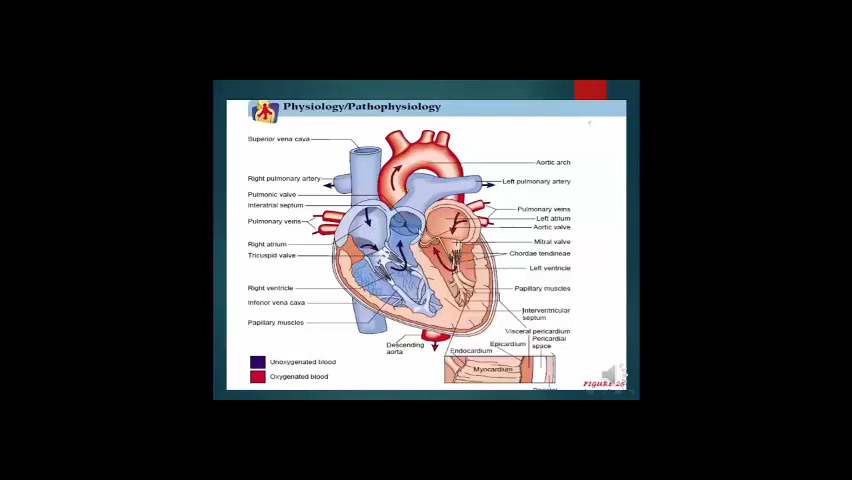 Physiology/Pathophysiology
Superior vena cava
Right pulmonary artery
Pulmonic valve
Interatrial septum
Pulmonary veins
Right atrium
Tricuspid valve
Right ventricle
Inferior vena cava
Papillary muscles
Aortic arch
Left pulmonary artery
Pulmonary veins
Left atrium
Aortic valve
Mitral valve
Chordae tendineae
Left ventricle
Papillary muscles
Interventricular
septum
Visceral pericardium
Pericardial
space
Epicardium
Endocardium
Myocardium
Descending
aorta
Unoxygenated blood
Oxygenated blood
FIGURE